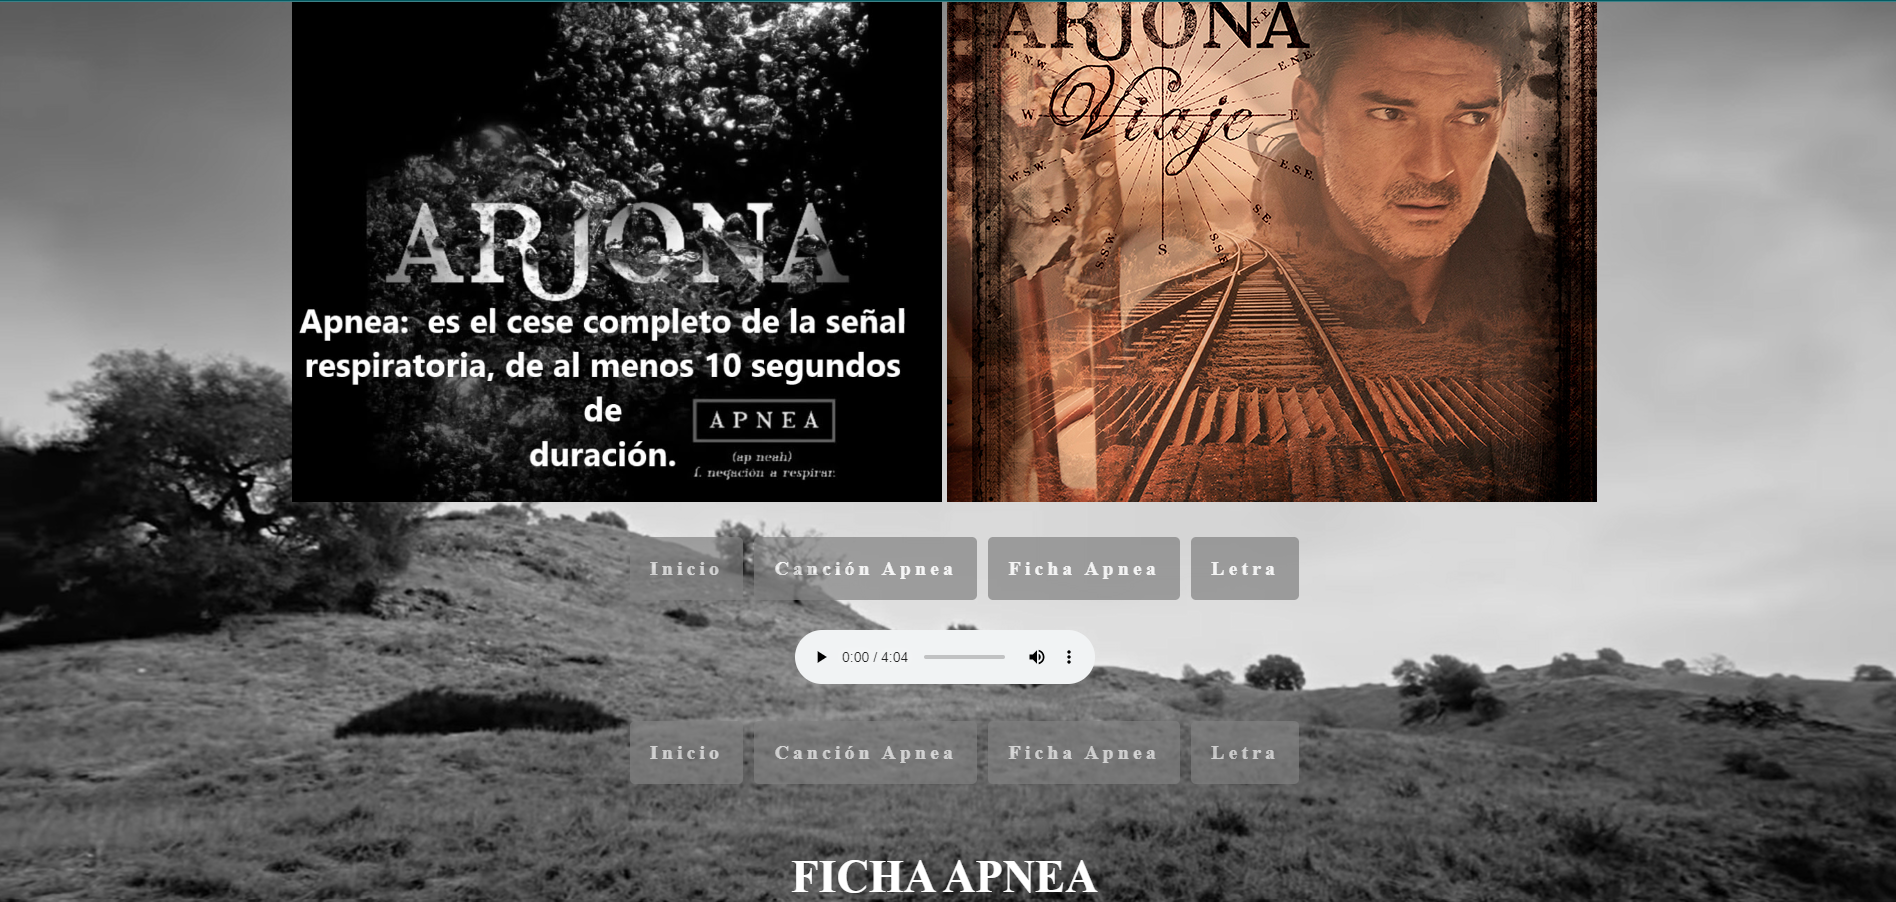 ARJONA
Apnea: es el cese completo de la señal
respiratoria, de al menos 10 segundos
de
duración.
APNEA
(ap neah)
f. negación a respirar.
ARJONA
Viaje
N.E.
W.N.W.
E.N.E.
W
E
W.S.W.
E.S.E.
S.W.
S.E.
S.S.W.
S
S.S.E.
Inicio
Canción Apnea
Ficha Apnea
Letra
0:00 / 4:04
Inicio
Canción Apnea
Ficha Apnea
Letra
FICHA APNEA